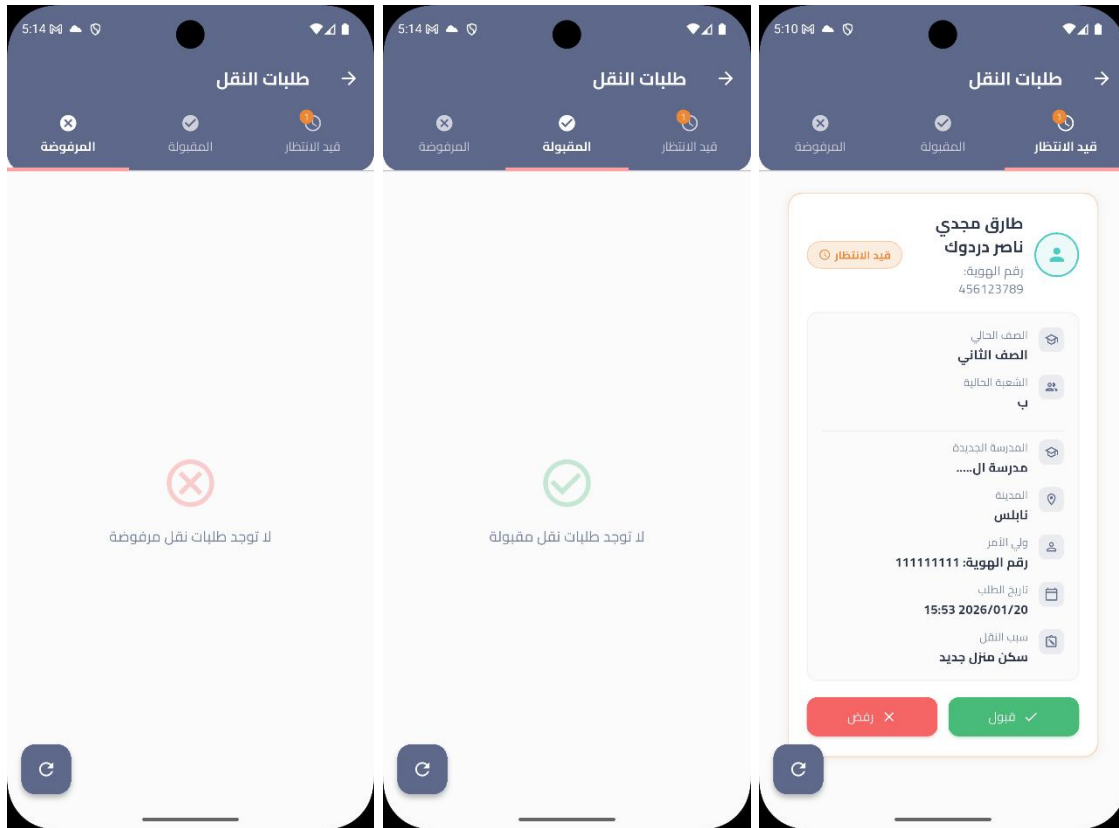 5:14
طلبات النقل
المرفوضة
المقبولة
1
قيد الانتظار
لا توجد طلبات نقل مرفوضة
5:14
طلبات النقل
المرفوضة
المقبولة
1
قيد الانتظار
لا توجد طلبات نقل مقبولة
5:10
طلبات النقل
المرفوضة
المقبولة
1
قيد الانتظار
طارق مجدي
ناصر دردوك
رقم الهوية:
456123789
قيد الانتظار
الصف الحالي
الصف الثاني
الشعبة الحالية
ب
المدرسة الجديدة
مدرسة ال.....
المدينة
نابلس
ولي الأمر
رقم الهوية: 111111111
تاريخ الطلب
15:53 2026/01/20
سبب النقل
سكن منزل جديد
قبول
رفض